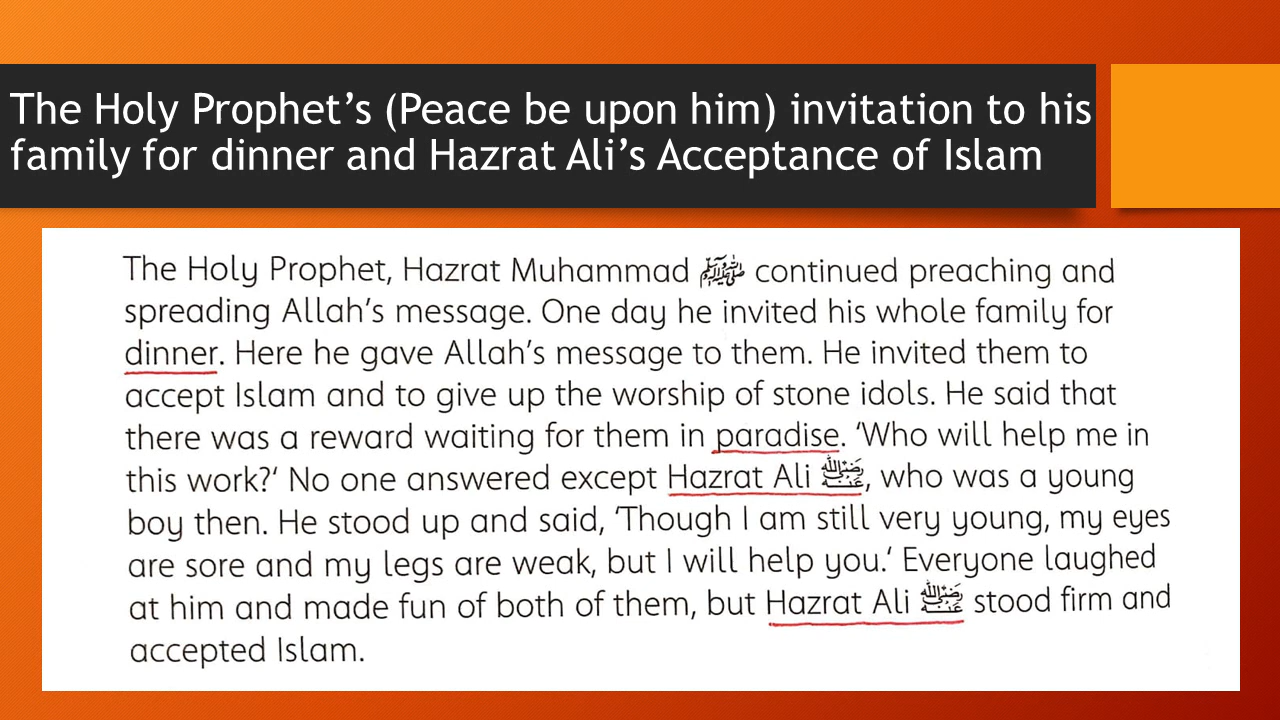 The Holy Prophet’s (Peace be upon him) invitation to his
family for dinner and Hazrat Ali’s Acceptance of Islam
The Holy Prophet, Hazrat Muhammad ﷺ continued preaching and
spreading Allah’s message. One day he invited his whole family for
dinner. Here he gave Allah’s message to them. He invited them to
accept Islam and to give up the worship of stone idols. He said that
there was a reward waiting for them in paradise. ‘Who will help me in
this work?‘ No one answered except Hazrat Ali رضي الله عنه, who was a young
boy then. He stood up and said, ‘Though I am still very young, my eyes
are sore and my legs are weak, but I will help you.‘ Everyone laughed
at him and made fun of both of them, but Hazrat Ali رضي الله عنه stood firm and
accepted Islam.